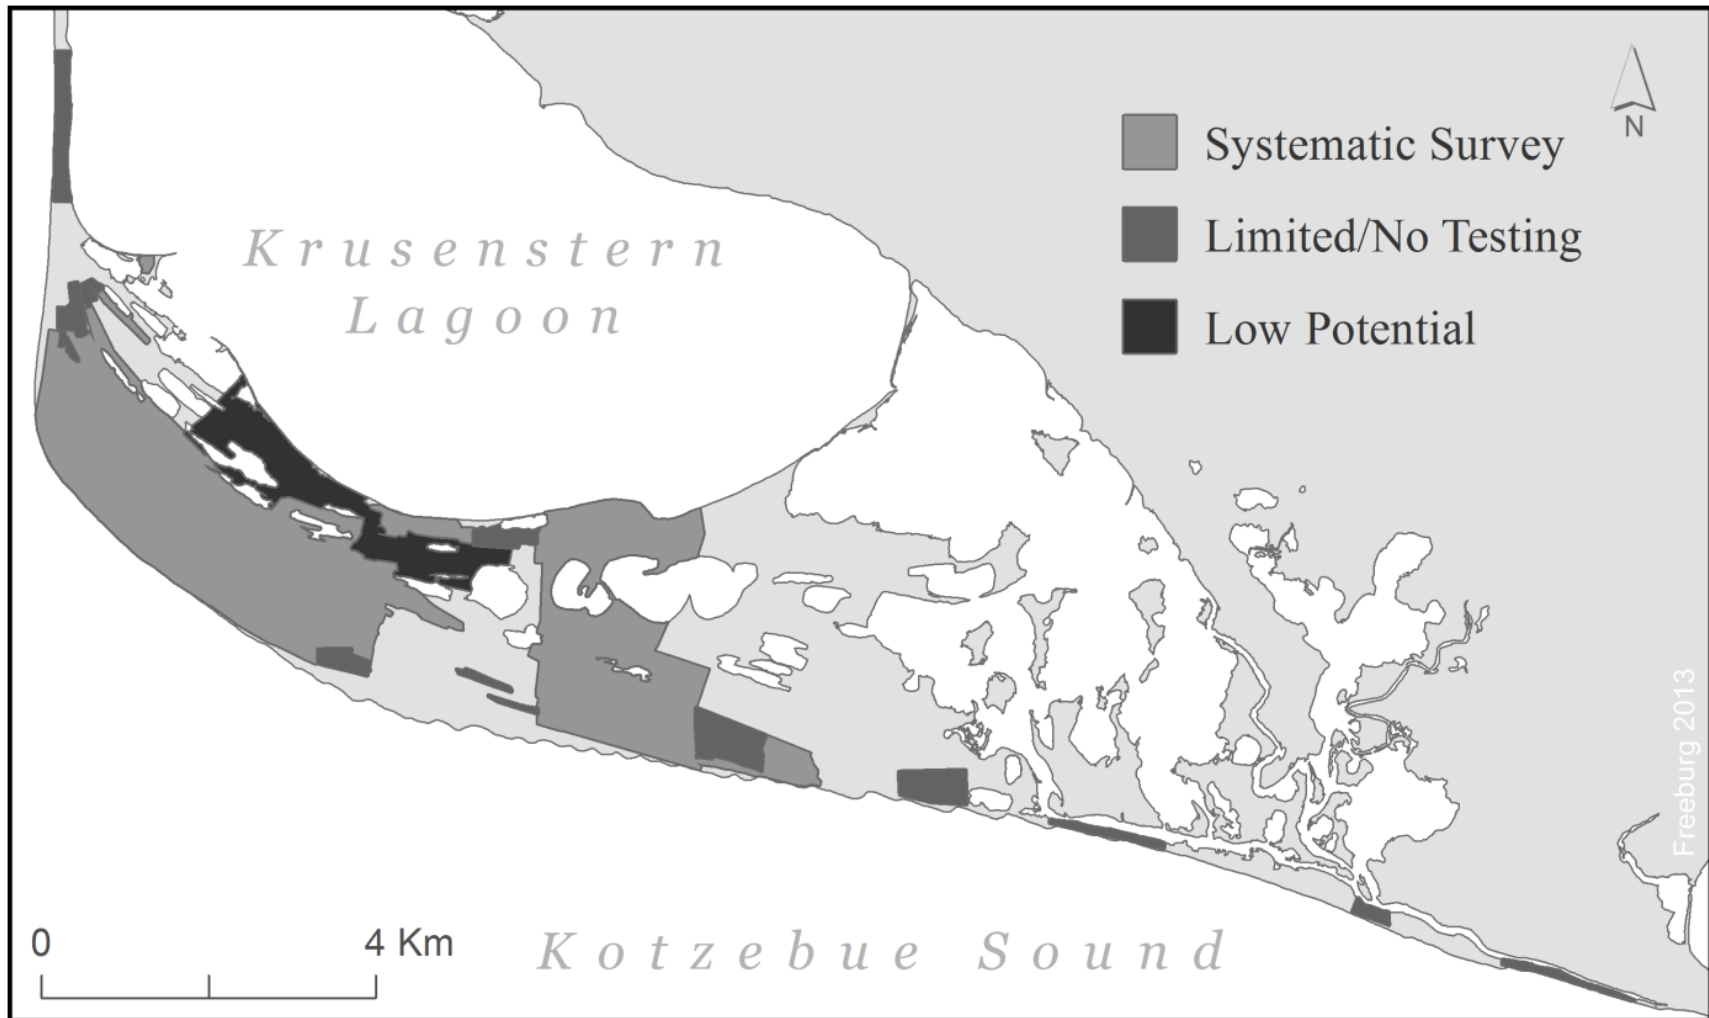 N
Systematic Survey
Limited/No Testing
Low Potential
Krusenstern
Lagoon
Freeburg 2013
0
4 Km
Kotzebue Sound